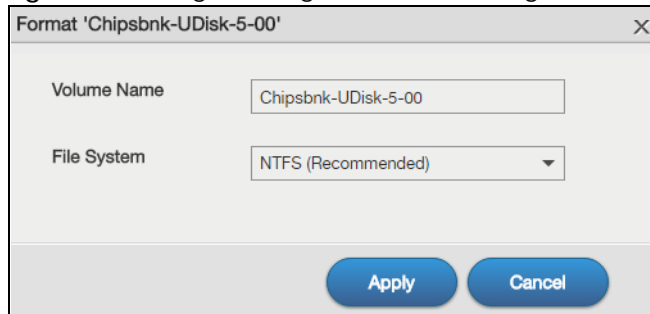 Format 'Chipsbnk-UDisk-5-00'
X
Volume Name
Chipsbnk-UDisk-5-00
File System
NTFS (Recommended)
Apply
Cancel